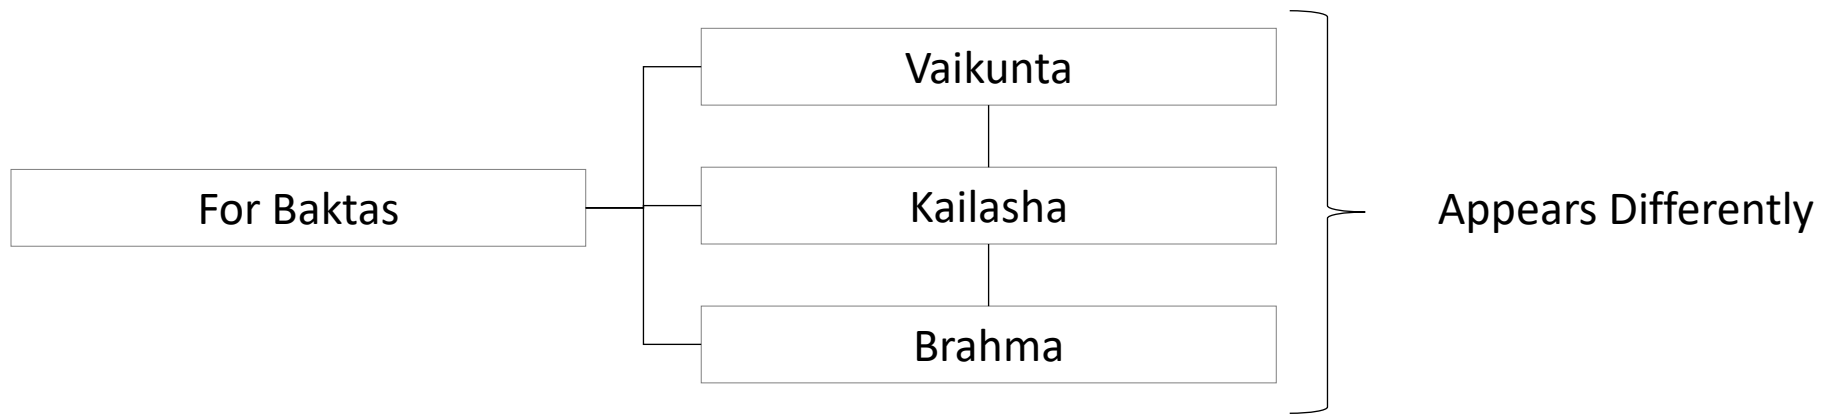 For Baktas
Vaikunta
Kailasha
Brahma
Appears Differently